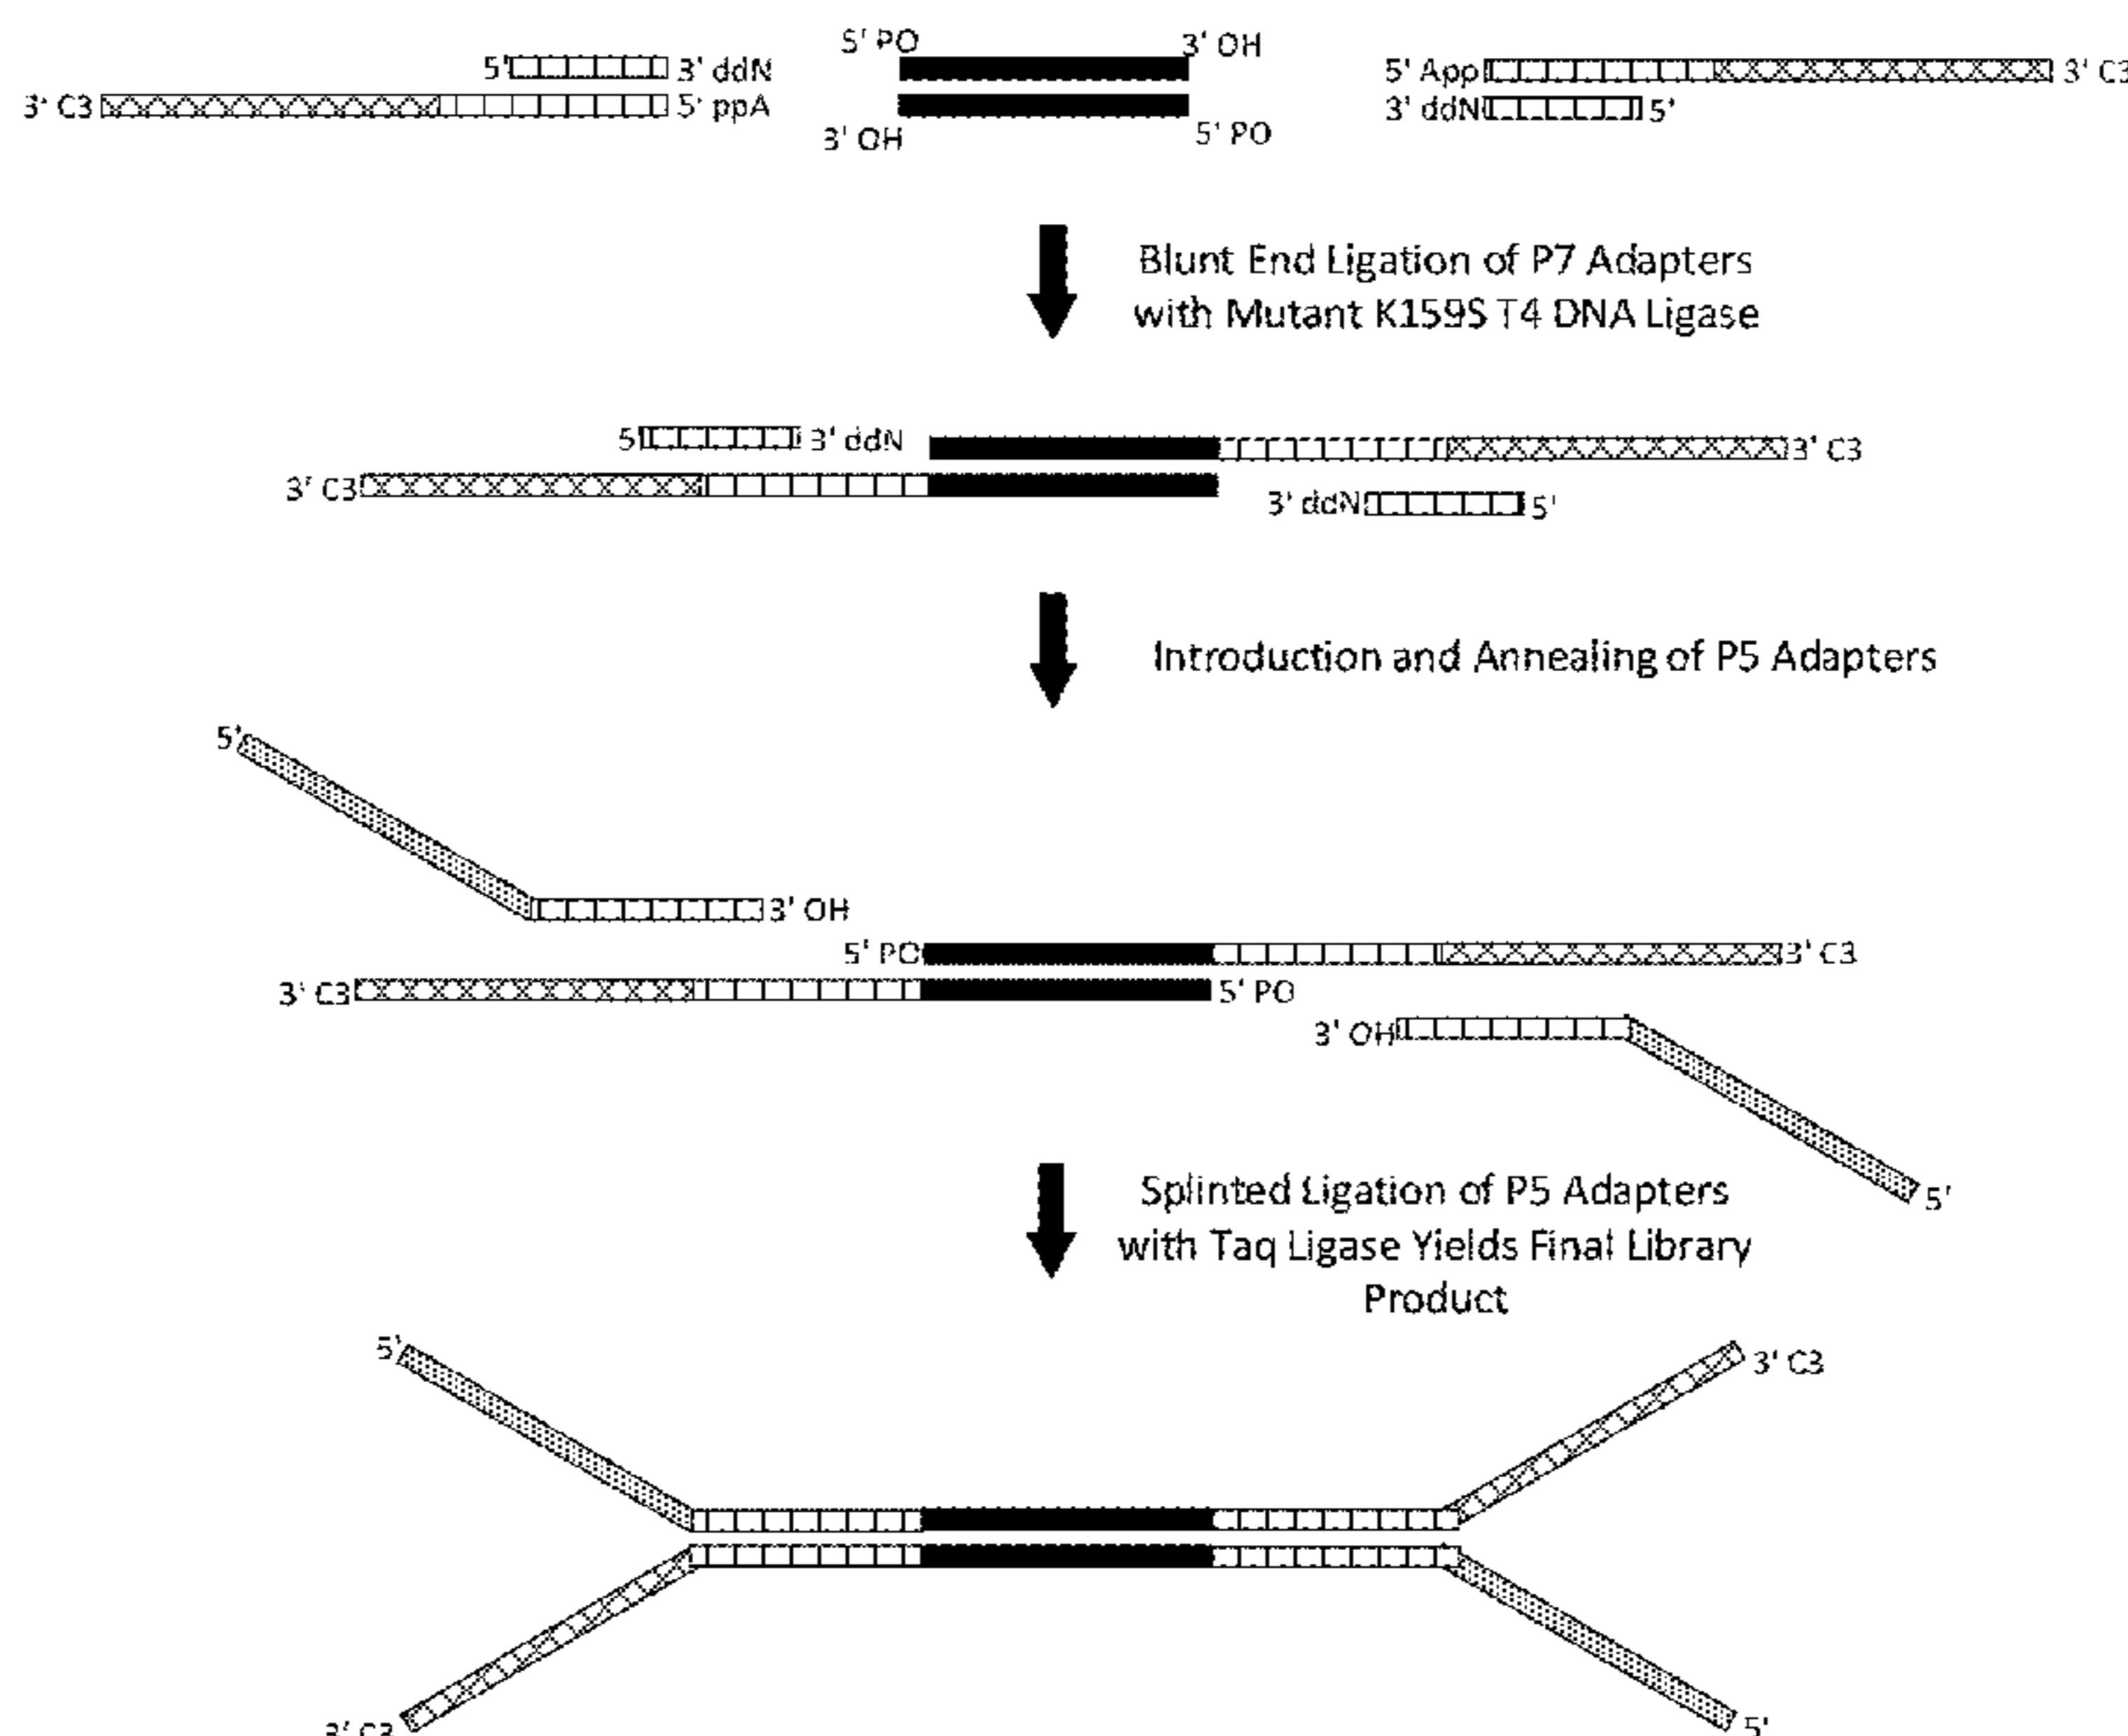 5' PO
3' OH
5' 3' ddN
5' App 3' C3
3' C3 5' ppA
3' ddN 5'
3' OH
5' PO
Blunt End Ligation of P7 Adapters
with Mutant K159S T4 DNA Ligase
5' 3' ddN
3' C3
3' C3
3' ddN 5'
Introduction and Annealing of P5 Adapters
5'
3' OH
5' PO 3' C3
3' C3 5' PO
3' OH
5'
Splinted Ligation of P5 Adapters
with Taq Ligase Yields Final Library
Product
5'
3' C3
3' C3
5'